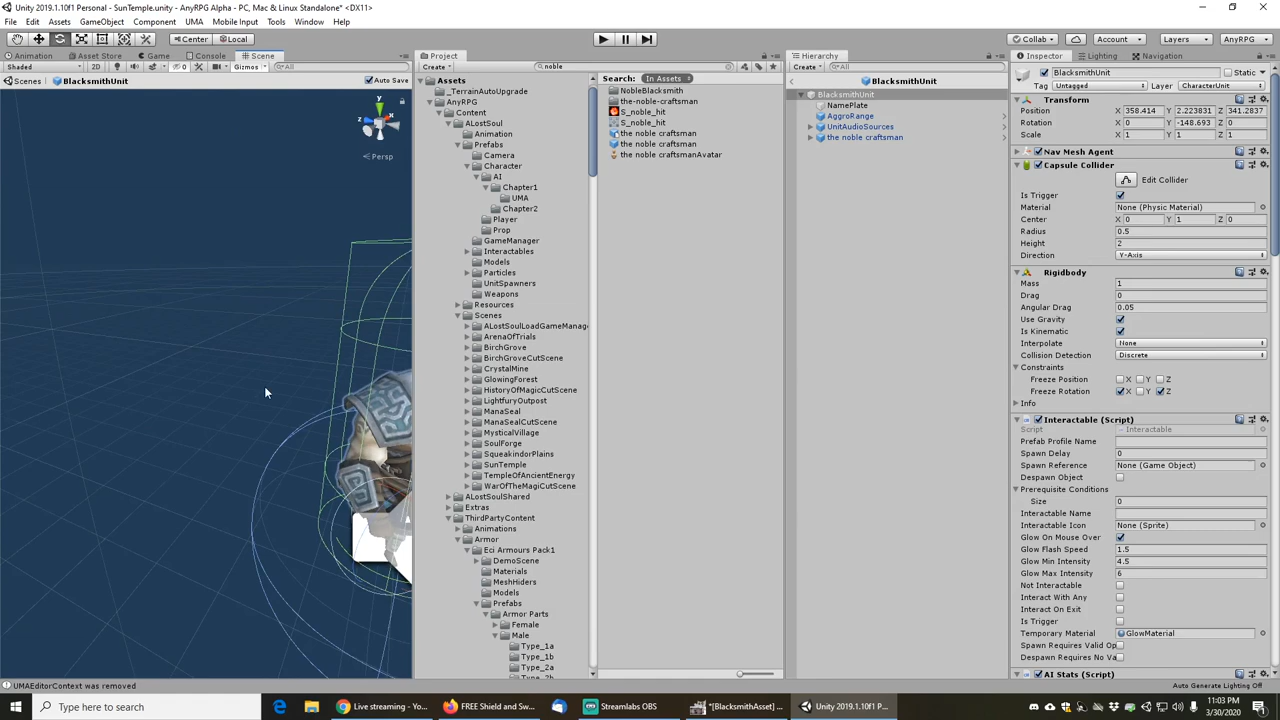 Unity 2019.1.10f1 Personal - SunTemple.unity - AnyRPG Alpha - PC, Mac & Linux Standalone* <DX11>
File Edit Assets GameObject Component UMA Mobile Input Tools Window Help
Center Local Collab Account Layers AnyRPG
Animation Asset Store Game Console Scene Project Hierarchy Inspector Lighting Navigation
Shaded 2D 0 Gizmos All
Scenes BlacksmithUnit Auto Save
Persp
Create noble
Assets
_TerrainAutoUpgrade
AnyRPG
Content
ALostSoul
Animation
Prefabs
Camera
Character
AI
Chapter1
UMA
Chapter2
Player
Prop
GameManager
Interactables
Models
Particles
UnitSpawners
Weapons
Resources
Scenes
ALostSoulLoadGameManage
ArenaOfTrials
BirchGrove
BirchGroveCutScene
CrystalMine
GlowingForest
HistoryOfMagicCutScene
LightfuryOutpost
ManaSeal
ManaSealCutScene
MysticalVillage
SoulForge
SqueakindorPlains
SunTemple
TempleOfAncientEnergy
WarOfTheMagiCutScene
ALostSoulShared
Extras
ThirdPartyContent
Animations
Armor
Eci Armours Pack1
DemoScene
Materials
MeshHiders
Models
Prefabs
Armor Parts
Female
Male
Type_1a
Type_1b
Type_2a
Search: In Assets
NobleBlacksmith
the-noble-craftsman
S_noble_hit
S_noble_hit
the noble craftsman
the noble craftsman
the noble craftsmanAvatar
Create All
BlacksmithUnit
BlacksmithUnit
NamePlate
AggroRange
UnitAudioSources
the noble craftsman
BlacksmithUnit Static
Tag Untagged Layer CharacterUnit
Transform
Position X 358.414 Y 2.223831 Z 341.2837
Rotation X 0 Y -148.693 Z 0
Scale X 1 Y 1 Z 1
Nav Mesh Agent
Capsule Collider
Edit Collider
Is Trigger
Material None (Physic Material)
Center X 0 Y 1 Z 0
Radius 0.5
Height 2
Direction Y-Axis
Rigidbody
Mass 1
Drag 0
Angular Drag 0.05
Use Gravity
Is Kinematic
Interpolate None
Collision Detection Discrete
Constraints
Freeze Position X Y Z
Freeze Rotation X Y Z
Info
Interactable (Script)
Script Interactable
Prefab Profile Name
Spawn Delay 0
Spawn Reference None (Game Object)
Despawn Object
Prerequisite Conditions
Size 0
Interactable Name
Interactable Icon None (Sprite)
Glow On Mouse Over
Glow Flash Speed 1.5
Glow Min Intensity 4.5
Glow Max Intensity 6
Not Interactable
Interact With Any
Interact On Exit
Is Trigger
Temporary Material GlowMaterial
Spawn Requires Valid Op
Despawn Requires No Va
AI Stats (Script)
UMAEditorContext was removed Auto Generate Lighting Off
Type here to search Live streaming - Yo... FREE Shield and Sw... Streamlabs OBS *[BlacksmithAsset] ... Unity 2019.1.10f1 P... 11:03 PM
3/30/2020